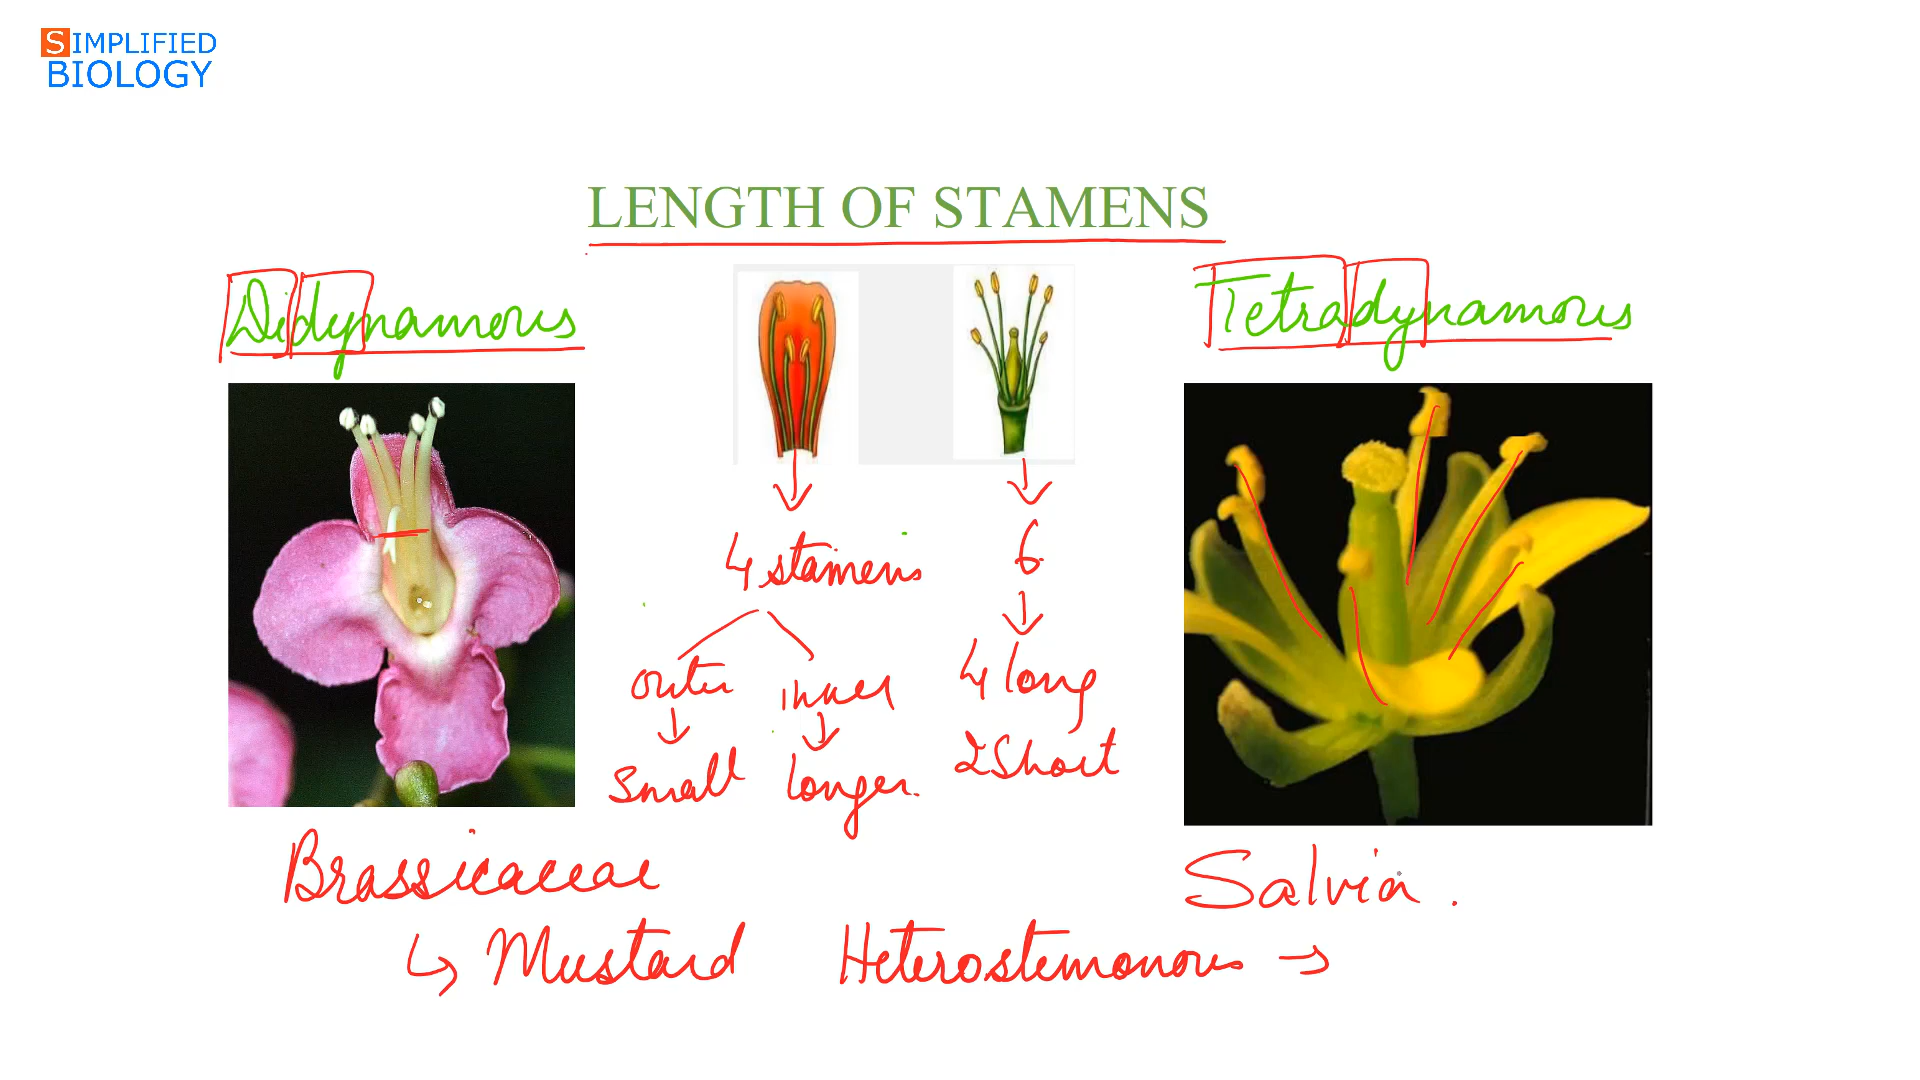 SIMPLIFIED
BIOLOGY
LENGTH OF STAMENS
Didynamous
Tetradynamous
4 stamens
6
outer
inner
4 long
small
longer.
2 Short
Brassicaceae
Salvia.
Mustard
Heterostemonous →